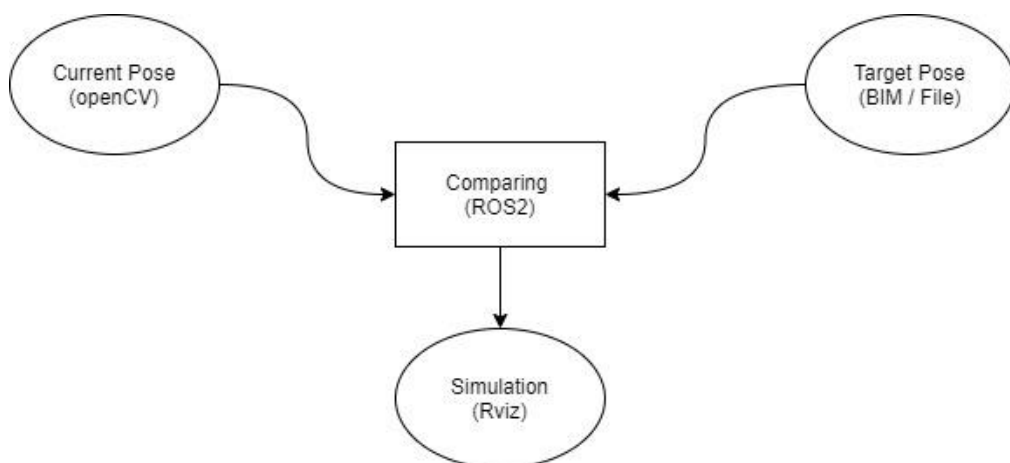 Current Pose
(openCV)
Target Pose
(BIM / File)
Comparing
(ROS2)
Simulation
(Rviz)